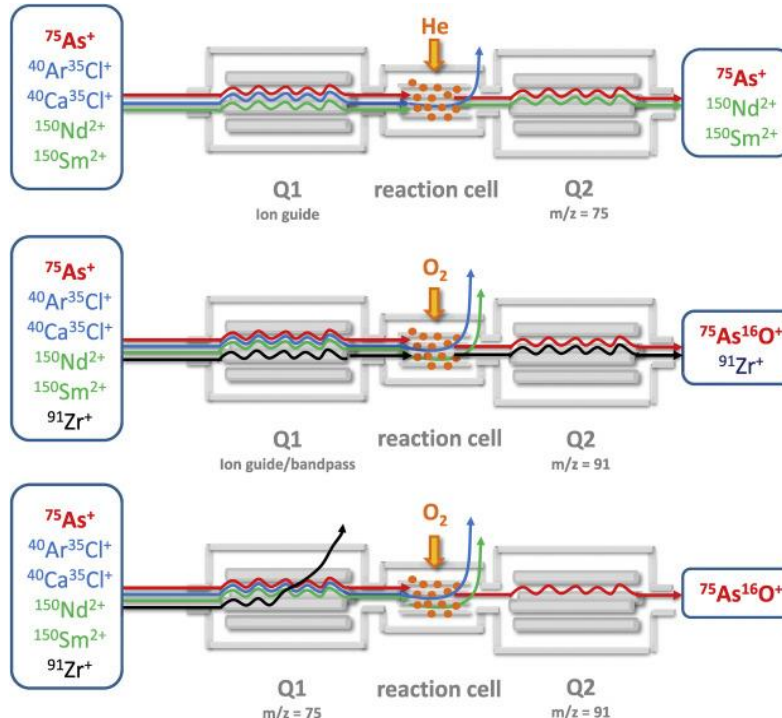 He
⁷⁵As⁺
⁴⁰Ar³⁵Cl⁺
⁴⁰Ca³⁵Cl⁺
¹⁵⁰Nd²⁺
¹⁵⁰Sm²⁺
⁷⁵As⁺
¹⁵⁰Nd²⁺
¹⁵⁰Sm²⁺
Q1
Ion guide
reaction cell
Q2
m/z = 75
O₂
⁷⁵As⁺
⁴⁰Ar³⁵Cl⁺
⁴⁰Ca³⁵Cl⁺
¹⁵⁰Nd²⁺
¹⁵⁰Sm²⁺
⁹¹Zr⁺
⁷⁵As¹⁶O⁺
⁹¹Zr⁺
Q1
Ion guide/bandpass
reaction cell
Q2
m/z = 91
O₂
⁷⁵As⁺
⁴⁰Ar³⁵Cl⁺
⁴⁰Ca³⁵Cl⁺
¹⁵⁰Nd²⁺
¹⁵⁰Sm²⁺
⁹¹Zr⁺
⁷⁵As¹⁶O⁺
Q1
m/z = 75
reaction cell
Q2
m/z = 91